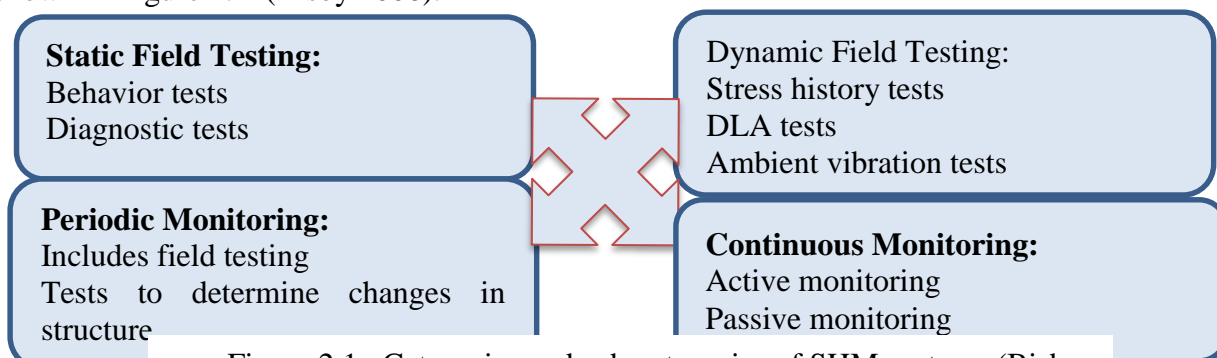 Static Field Testing:
Behavior tests
Diagnostic tests
Dynamic Field Testing:
Stress history tests
DLA tests
Ambient vibration tests
Periodic Monitoring:
Includes field testing
Tests to determine changes in
structure
Continuous Monitoring:
Active monitoring
Passive monitoring